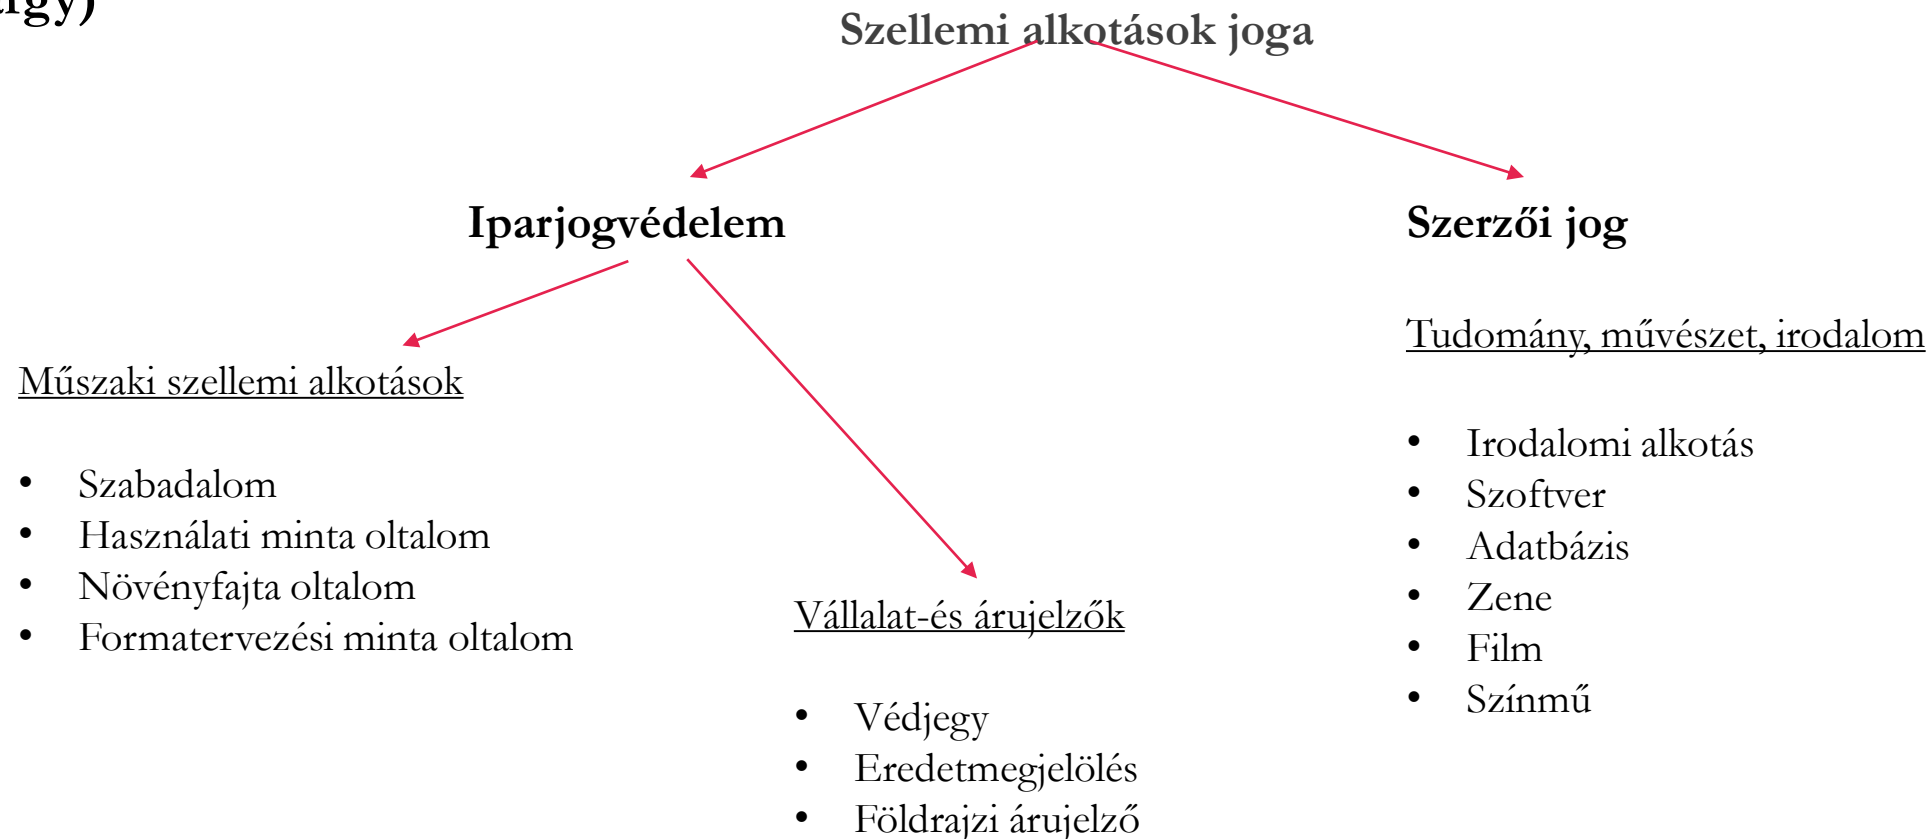 Szellemi alkotások joga
Iparjogvédelem
Műszaki szellemi alkotások
• Szabadalom
• Használati minta oltalom
• Növényfajta oltalom
• Formatervezési minta oltalom
Vállalat-és árujelzők
• Védjegy
• Eredetmegjelölés
• Földrajzi árujelző
Szerzői jog
Tudomány, művészet, irodalom
• Irodalomi alkotás
• Szoftver
• Adatbázis
• Zene
• Film
• Színmű